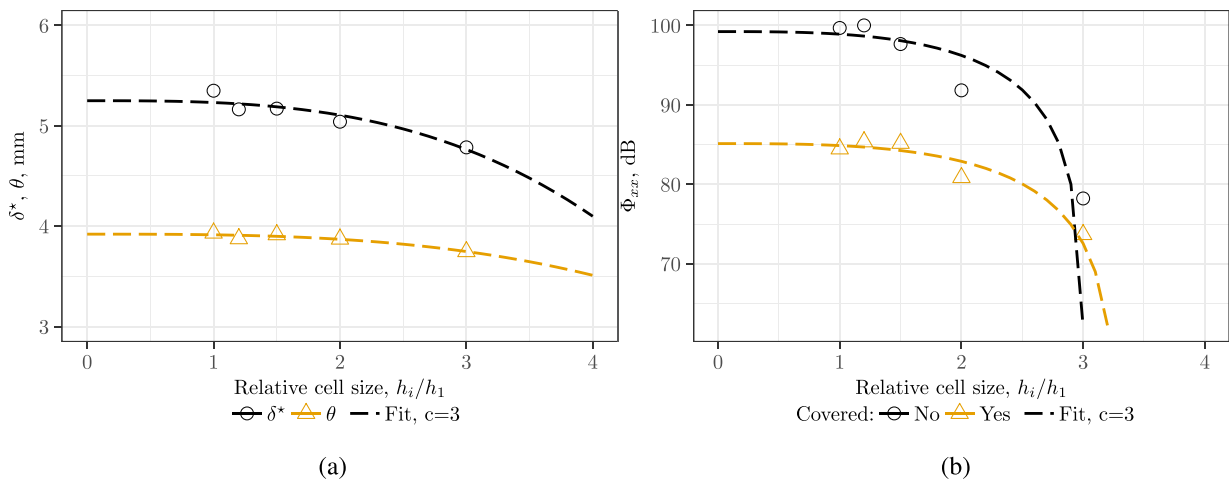 6
5
4
3
δ⋆, θ, mm
0 1 2 3 4
Relative cell size, hᵢ/h₁
δ⋆ θ Fit, c=3
(a)
100
90
80
70
Φₓₓ, dB
0 1 2 3 4
Relative cell size, hᵢ/h₁
Covered: No Yes Fit, c=3
(b)